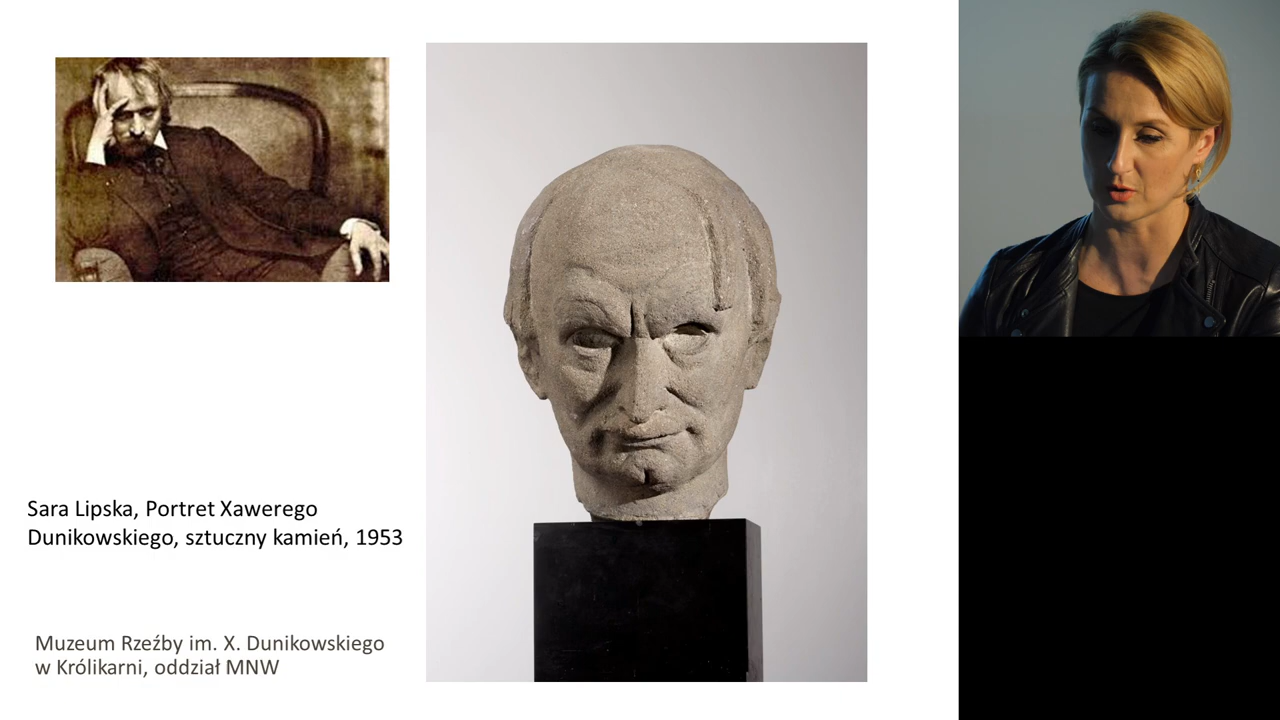 Sara Lipska, Portret Xawerego
Dunikowskiego, sztuczny kamień, 1953
Muzeum Rzeźby im. X. Dunikowskiego
w Królikarni, oddział MNW